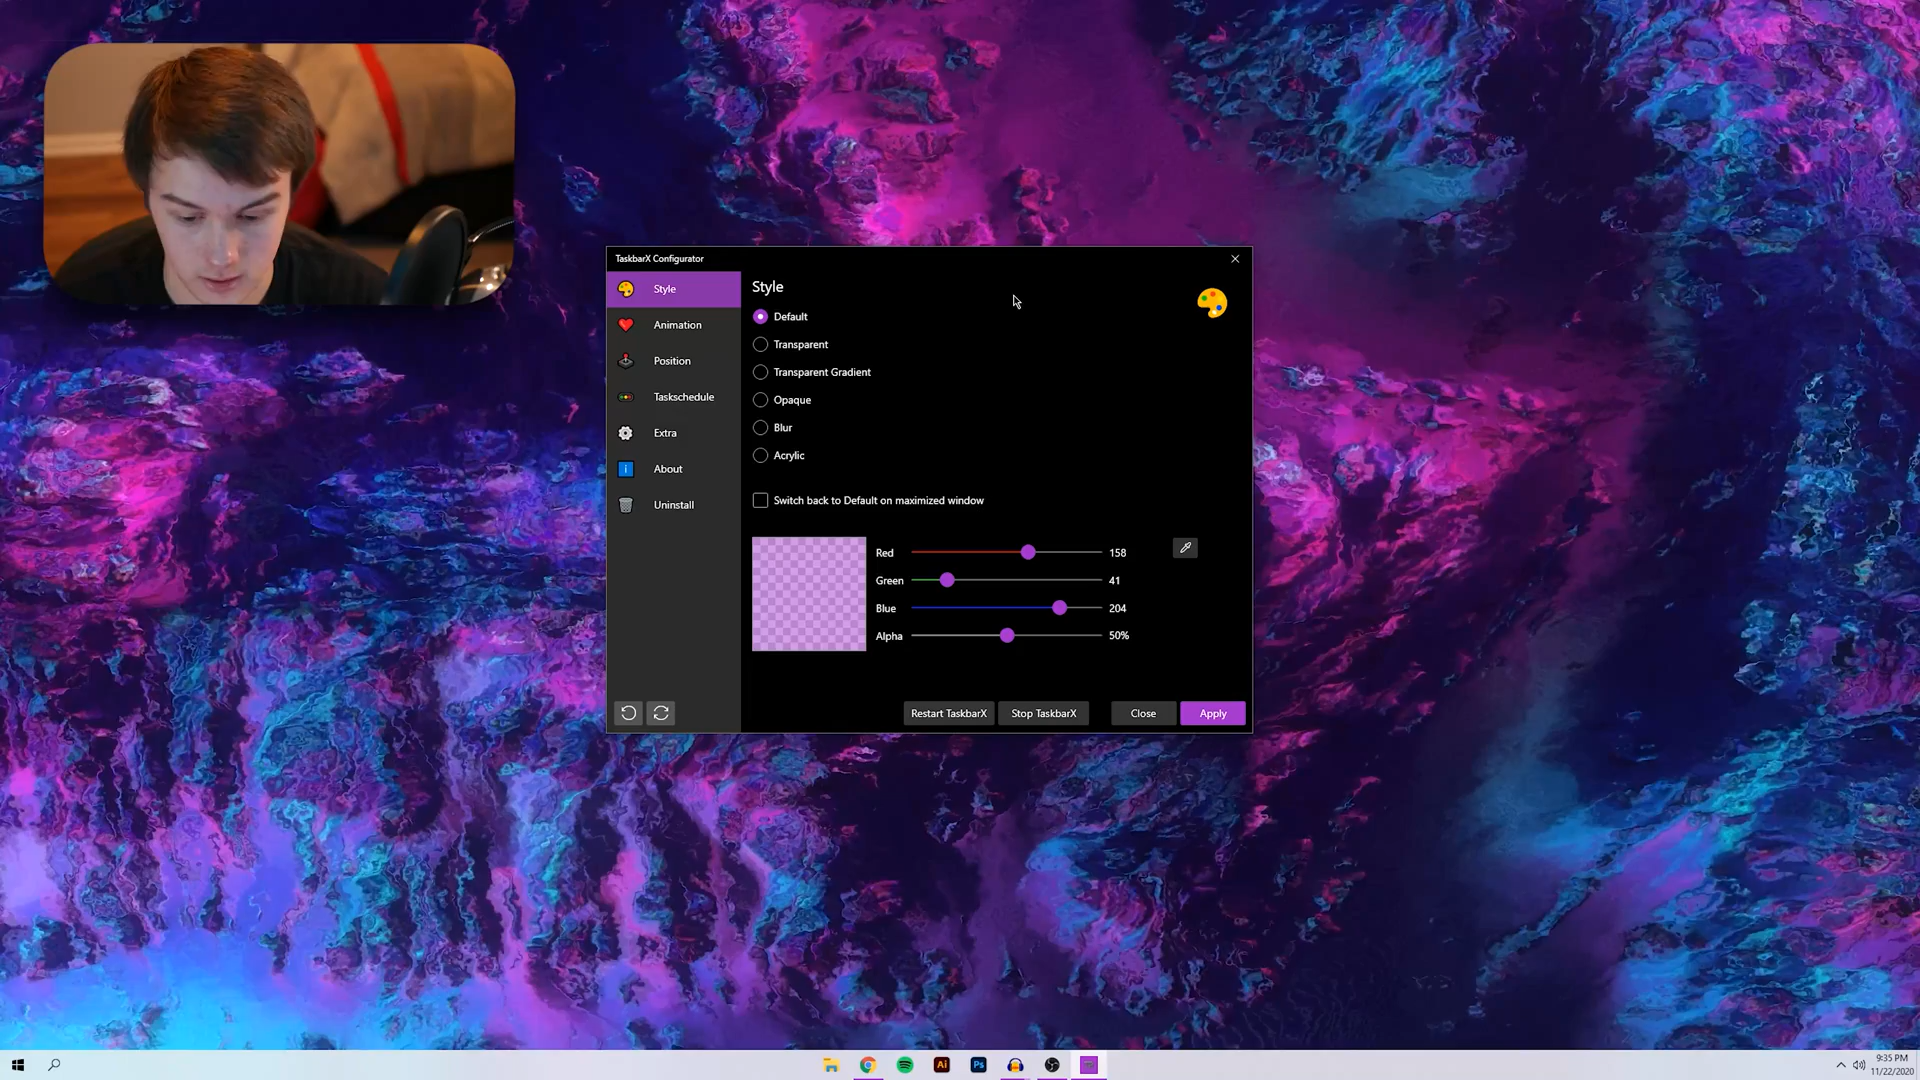 TaskbarX Configurator
Style
Animation
Position
Taskschedule
Extra
About
Uninstall
Style
Default
Transparent
Transparent Gradient
Opaque
Blur
Acrylic
Switch back to Default on maximized window
Red 158
Green 41
Blue 204
Alpha 50%
Restart TaskbarX Stop TaskbarX Close Apply
Ai Ps
9:35 PM
11/22/2020